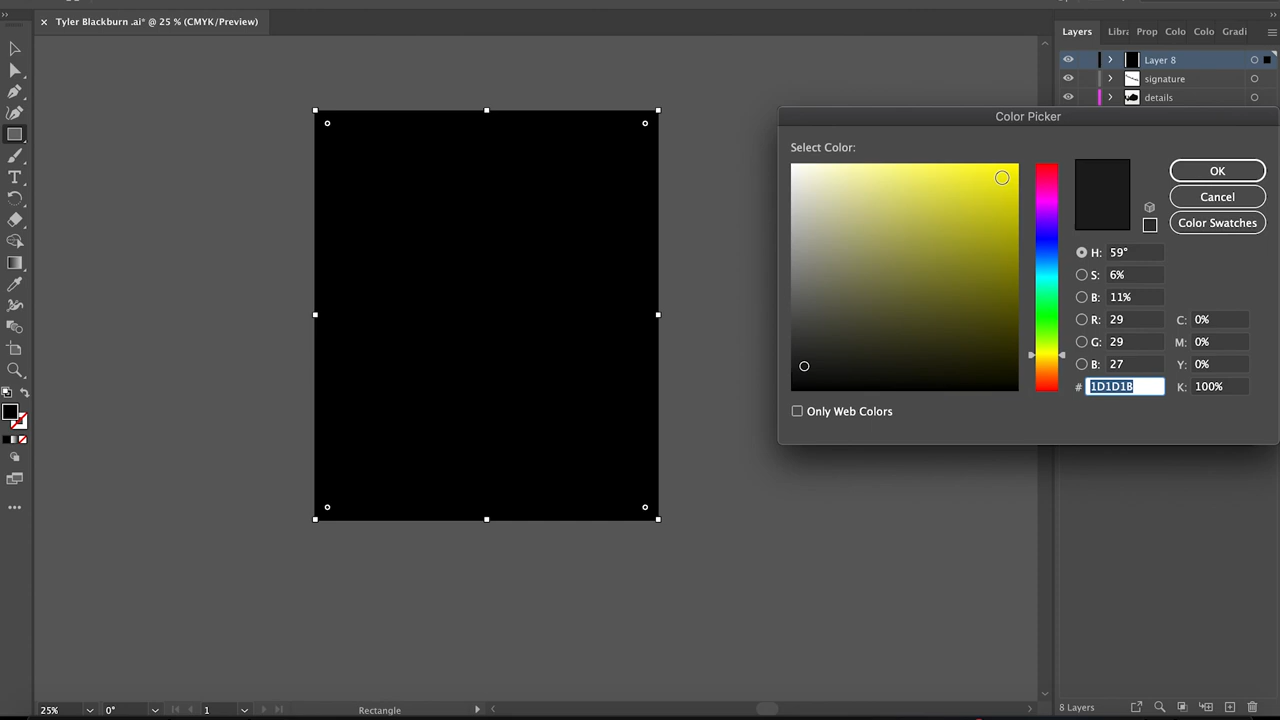 Tyler Blackburn .ai* @ 25 % (CMYK/Preview)
Layers Libra Prop Colo Colo Gradi
Layer 8
signature
details
Color Picker
Select Color:
OK
Cancel
Color Swatches
H: 59°
S: 6%
B: 11%
R: 29 C: 0%
G: 29 M: 0%
B: 27 Y: 0%
# 1D1D1B K: 100%
Only Web Colors
25% 0° 1 Rectangle
8 Layers